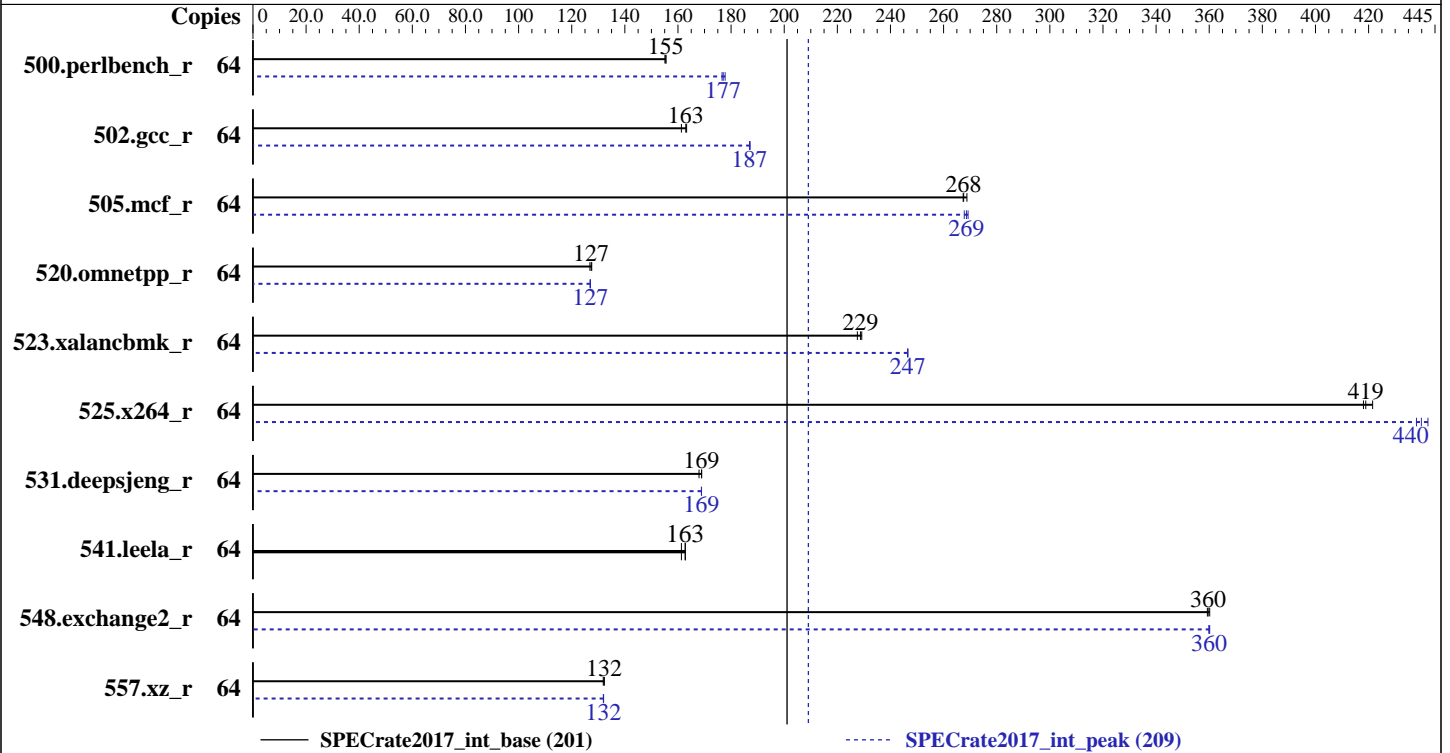 Copies 0 20.0 40.0 60.0 80.0 100 120 140 160 180 200 220 240 260 280 300 320 340 360 380 400 420 445
500.perlbench_r 64 155
177
502.gcc_r 64 163
187
505.mcf_r 64 268
269
520.omnetpp_r 64 127
127
523.xalancbmk_r 64 229
247
525.x264_r 64 419
440
531.deepsjeng_r 64 169
169
541.leela_r 64 163
548.exchange2_r 64 360
360
557.xz_r 64 132
132
SPECrate2017_int_base (201) SPECrate2017_int_peak (209)